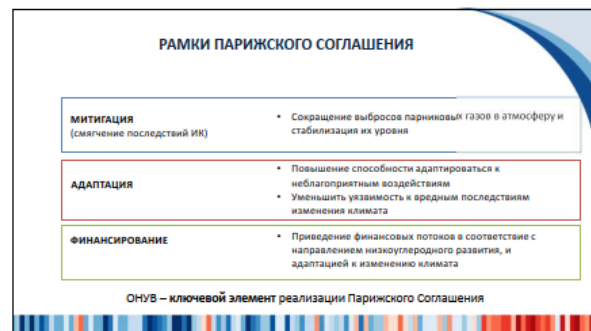 РАМКИ ПАРИЖСКОГО СОГЛАШЕНИЯ
МИТИГАЦИЯ
(смягчение последствий ИК)
• Сокращение выбросов парниковых газов в атмосферу и
стабилизация их уровня
АДАПТАЦИЯ
• Повышение способности адаптироваться к
неблагоприятным воздействиям
• Уменьшить уязвимость к вредным последствиям
изменения климата
ФИНАНСИРОВАНИЕ
• Приведение финансовых потоков в соответствие с
направлением низкоуглеродного развития, и
адаптацией к изменению климата
ОНУВ – ключевой элемент реализации Парижского Соглашения